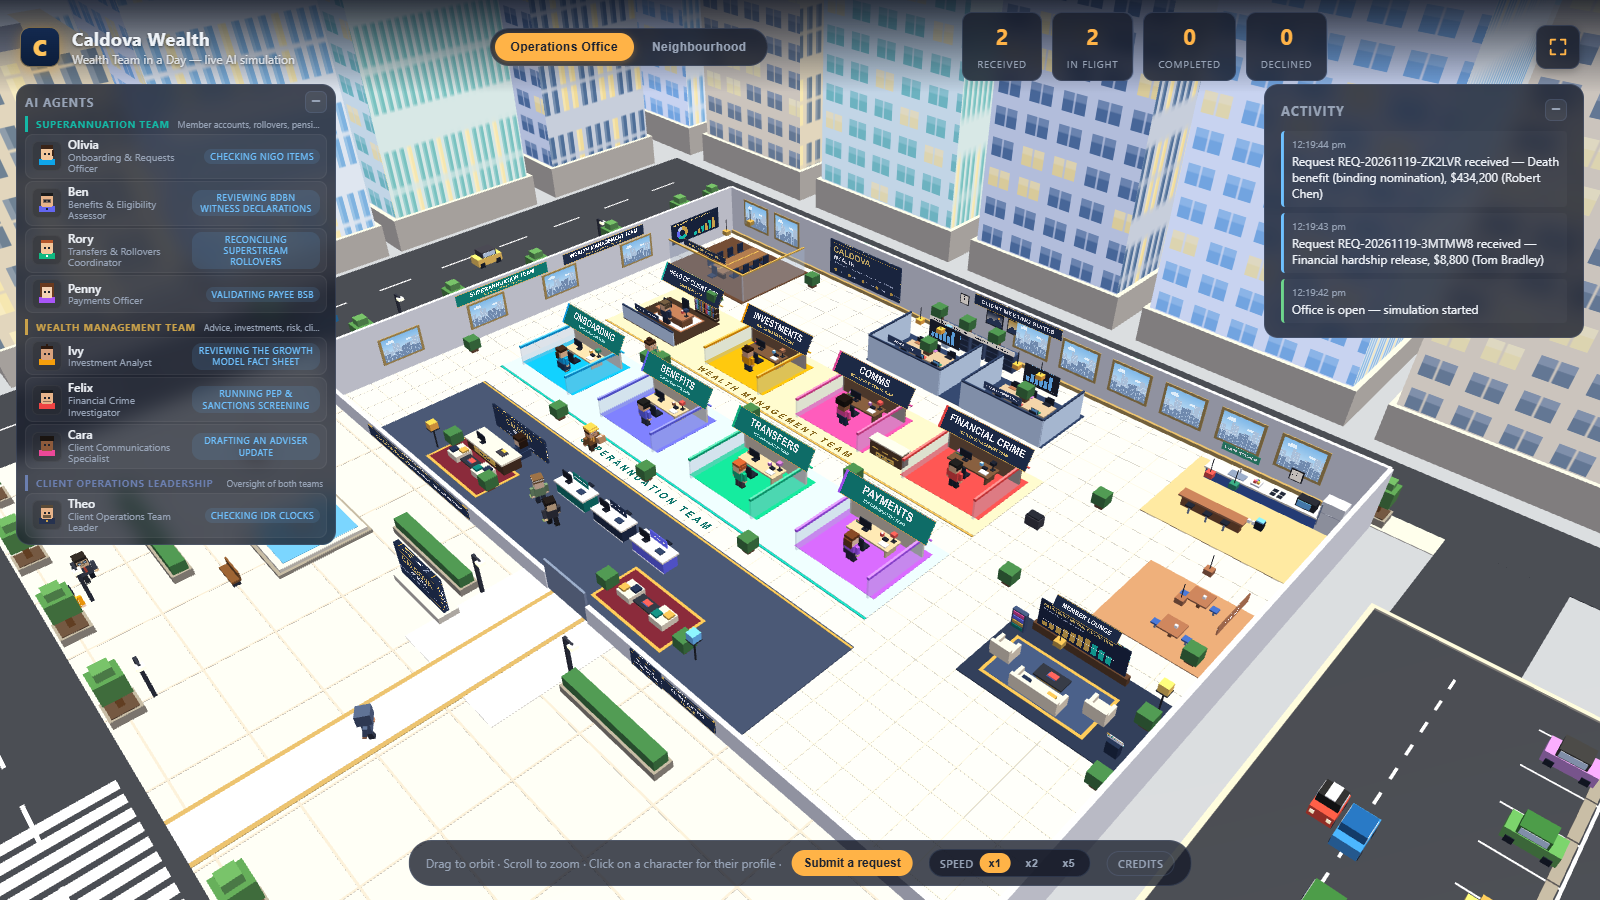 C
Caldova Wealth
Wealth Team in a Day — live AI simulation
Operations Office
Neighbourhood
2
RECEIVED
2
IN FLIGHT
0
COMPLETED
0
DECLINED
AI AGENTS
SUPERANNUATION TEAM
Member accounts, rollovers, pensi...
Olivia
Onboarding & Requests
Officer
CHECKING NIGO ITEMS
Ben
Benefits & Eligibility
Assessor
REVIEWING BDBN
WITNESS DECLARATIONS
Rory
Transfers & Rollovers
Coordinator
RECONCILING
SUPERSTREAM
ROLLOVERS
Penny
Payments Officer
VALIDATING PAYEE BSB
WEALTH MANAGEMENT TEAM
Advice, investments, risk, cli...
Ivy
Investment Analyst
REVIEWING THE GROWTH
MODEL FACT SHEET
Felix
Financial Crime
Investigator
RUNNING PEP &
SANCTIONS SCREENING
Cara
Client Communications
Specialist
DRAFTING AN ADVISER
UPDATE
CLIENT OPERATIONS LEADERSHIP
Oversight of both teams
Theo
Client Operations Team
Leader
CHECKING IDR CLOCKS
ACTIVITY
12:19:44 pm
Request REQ-20261119-ZK2LVR received — Death
benefit (binding nomination), $434,200 (Robert
Chen)
12:19:43 pm
Request REQ-20261119-3MTMW8 received —
Financial hardship release, $8,800 (Tom Bradley)
12:19:42 pm
Office is open — simulation started
SUPERANNUATION TEAM
WEALTH MANAGEMENT TEAM
CALDOVA
CLIENT MEETING SUITES
ONBOARDING
INVESTMENTS
BENEFITS
COMMS
TRANSFERS
FINANCIAL CRIME
PAYMENTS
WEALTH MANAGEMENT TEAM
SUPERANNUATION TEAM
MEMBER LOUNGE
Drag to orbit · Scroll to zoom · Click on a character for their profile ·
Submit a request
SPEED
x1
x2
x5
CREDITS